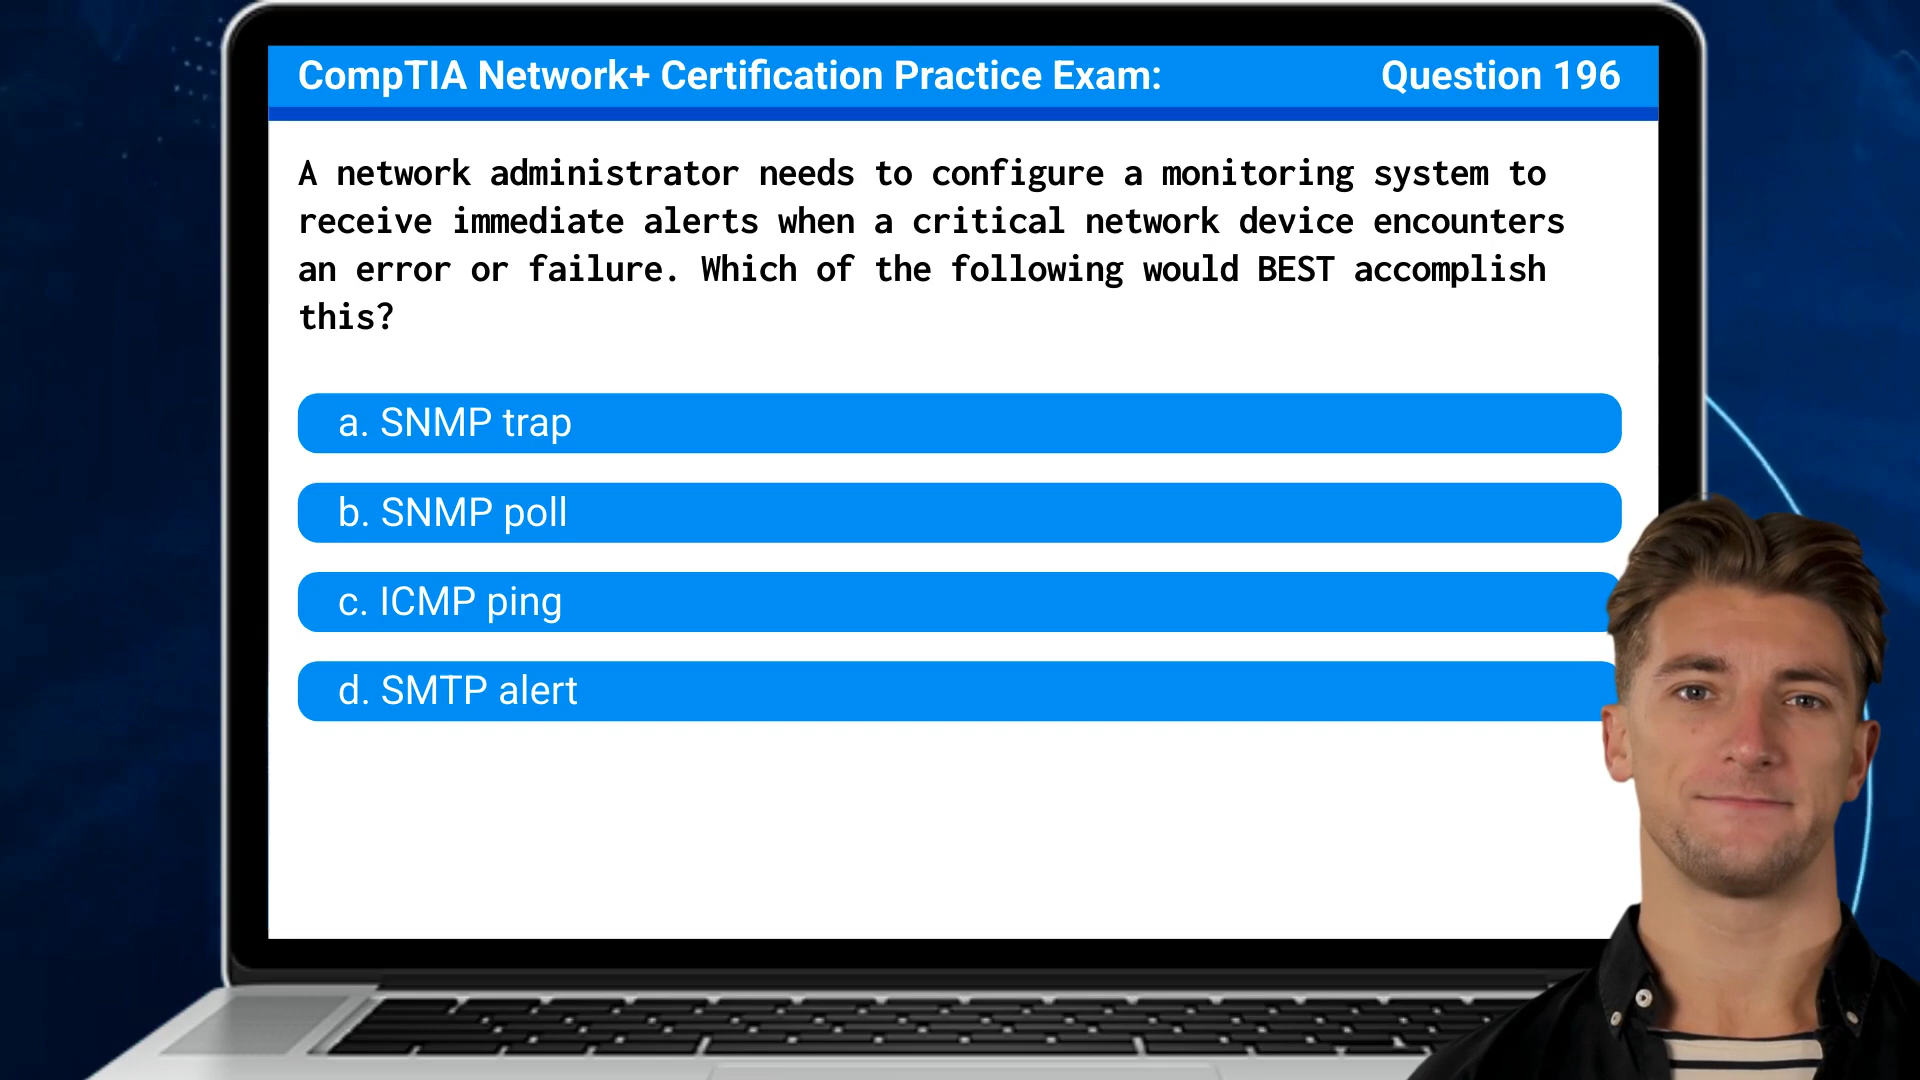 CompTIA Network+ Certification Practice Exam: Question 196
A network administrator needs to configure a monitoring system to
receive immediate alerts when a critical network device encounters
an error or failure. Which of the following would BEST accomplish
this?
a. SNMP trap
b. SNMP poll
c. ICMP ping
d. SMTP alert